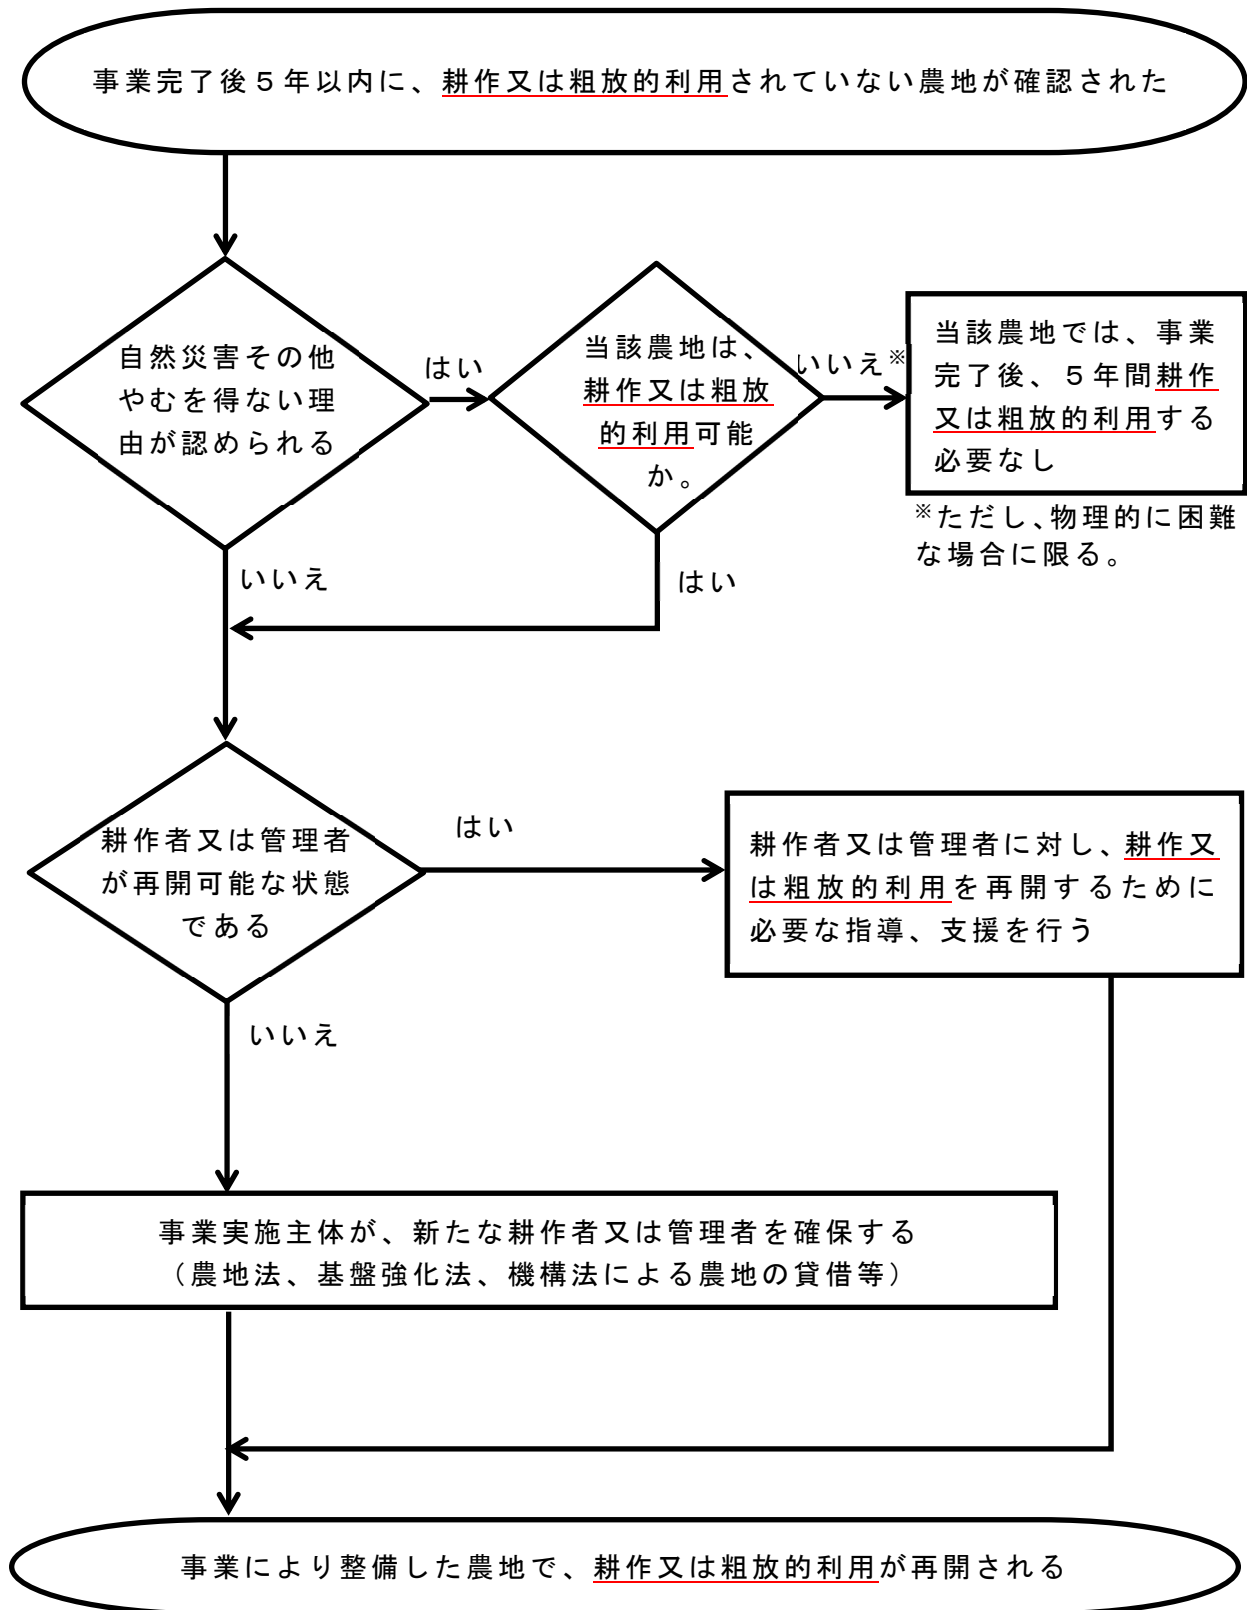 事業完了後５年以内に、耕作又は粗放的利用されていない農地が確認された
自然災害その他
やむを得ない理
由が認められる
はい
当該農地は、
耕作又は粗放
的利用可能
か。
いいえ※
当該農地では、事業
完了後、５年間耕作
又は粗放的利用する
必要なし
※ただし、物理的に困難
な場合に限る。
いいえ
はい
耕作者又は管理者
が再開可能な状態
である
はい
耕作者又は管理者に対し、耕作又
は粗放的利用を再開するために
必要な指導、支援を行う
いいえ
事業実施主体が、新たな耕作者又は管理者を確保する
（農地法、基盤強化法、機構法による農地の貸借等）
事業により整備した農地で、耕作又は粗放的利用が再開される